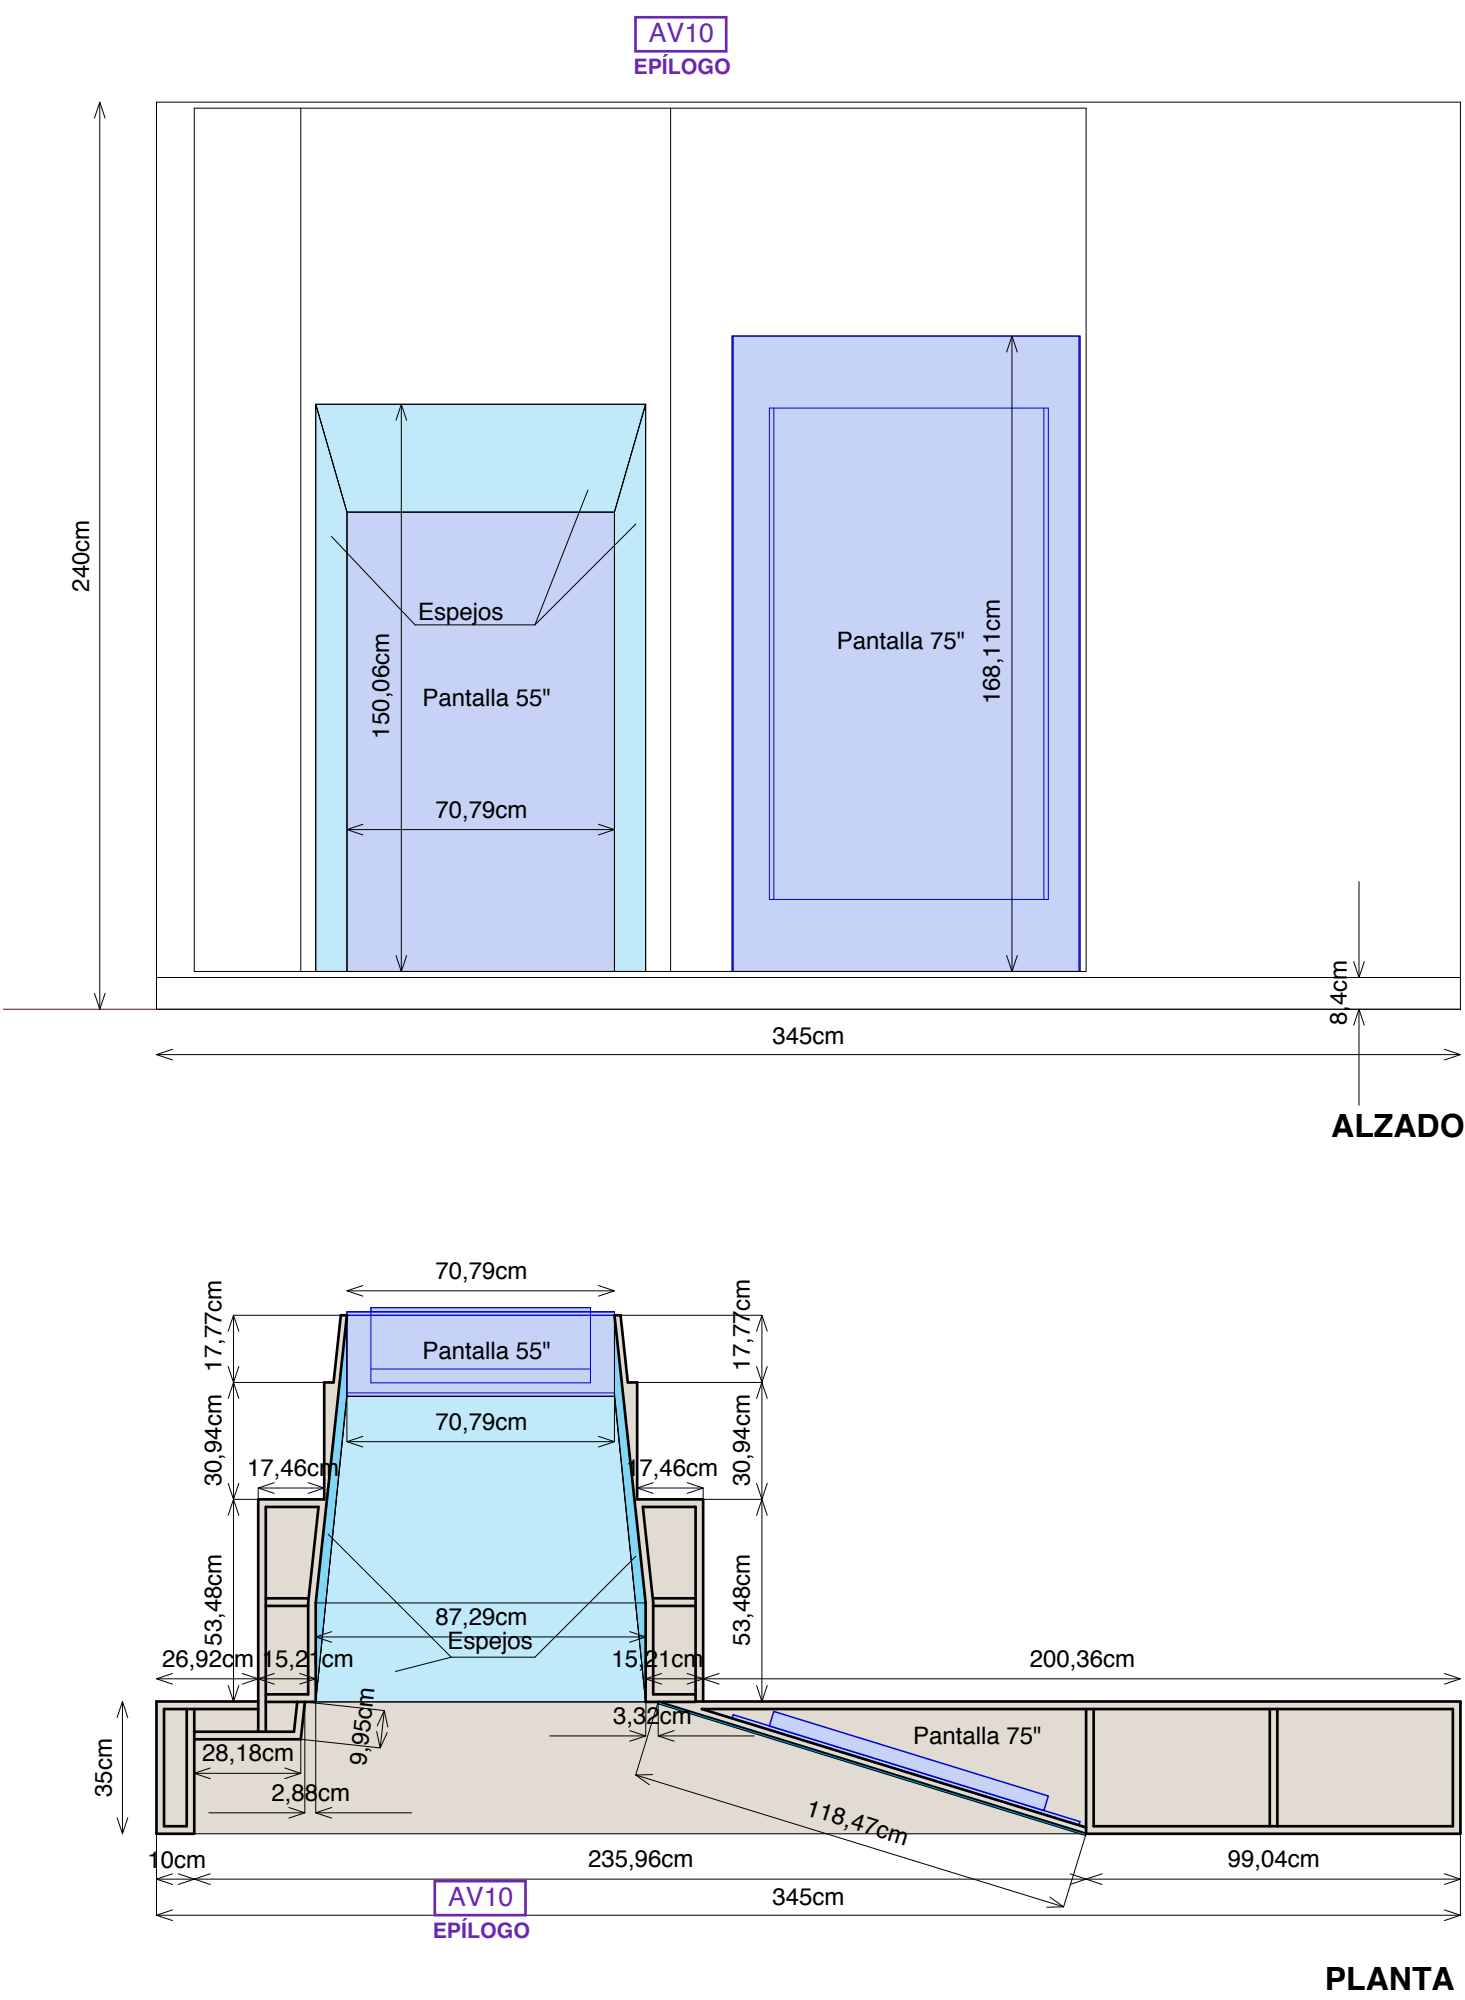 AV10
EPÍLOGO
240cm
Espejos
150,06cm
Pantalla 55"
70,79cm
Pantalla 75"
168,11cm
8,4cm
345cm
ALZADO
70,79cm
17,77cm
17,77cm
Pantalla 55"
30,94cm
70,79cm
30,94cm
17,46cm
17,46cm
53,48cm
53,48cm
87,29cm
Espejos
26,92cm
15,21cm
15,21cm
200,36cm
35cm
9,95cm
3,32cm
Pantalla 75"
28,18cm
2,88cm
118,47cm
10cm
235,96cm
99,04cm
AV10
345cm
EPÍLOGO
PLANTA